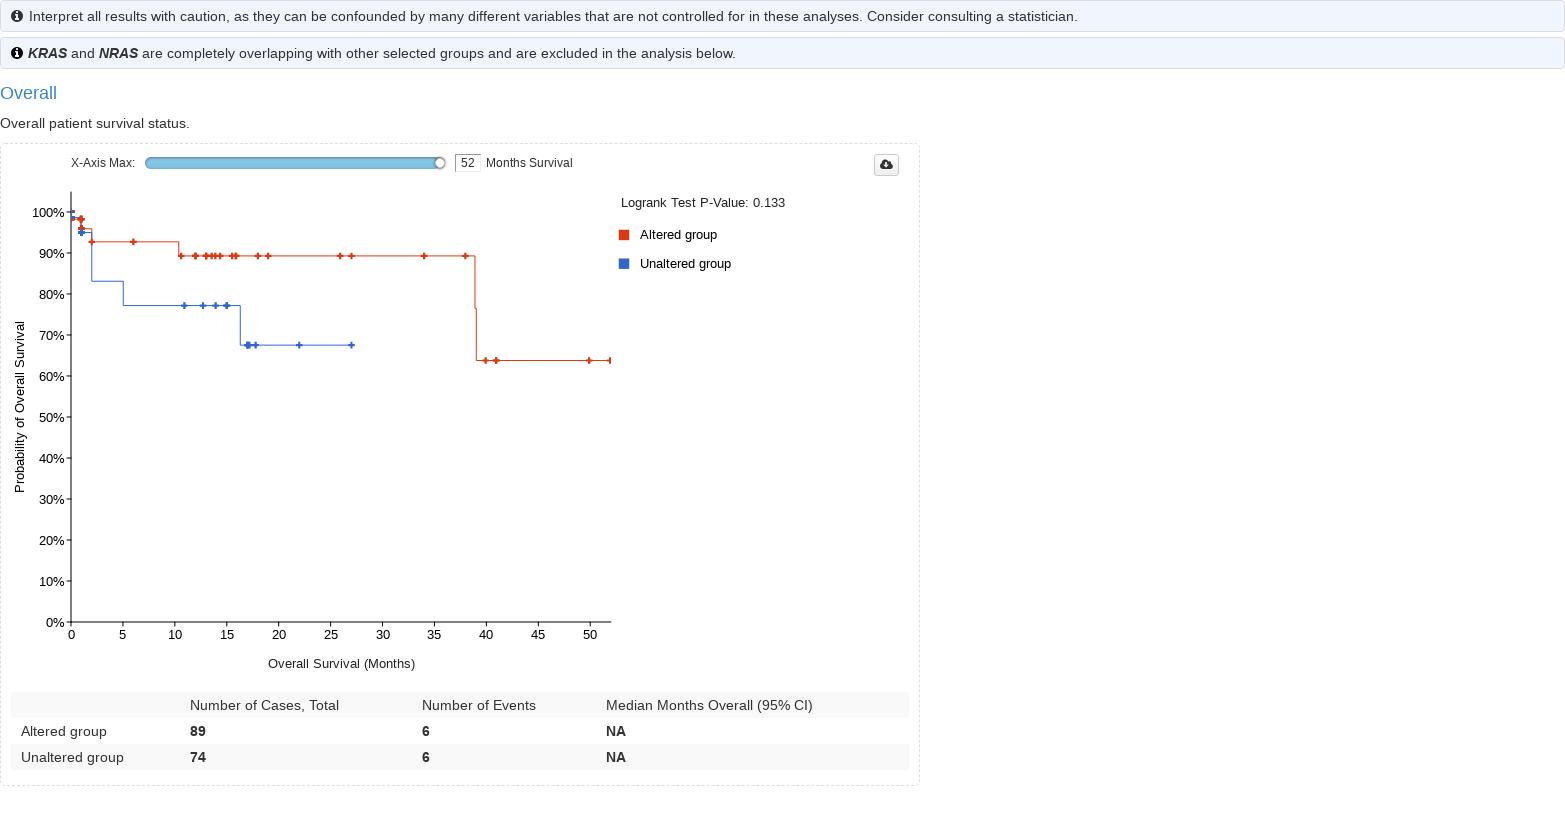 Interpret all results with caution, as they can be confounded by many different variables that are not controlled for in these analyses. Consider consulting a statistician.
KRAS and NRAS are completely overlapping with other selected groups and are excluded in the analysis below.
Overall
Overall patient survival status.
X-Axis Max: 52 Months Survival
Logrank Test P-Value: 0.133
Altered group
Unaltered group
Probability of Overall Survival
100%
90%
80%
70%
60%
50%
40%
30%
20%
10%
0%
0 5 10 15 20 25 30 35 40 45 50
Overall Survival (Months)
Number of Cases, Total Number of Events Median Months Overall (95% CI)
Altered group 89 6 NA
Unaltered group 74 6 NA